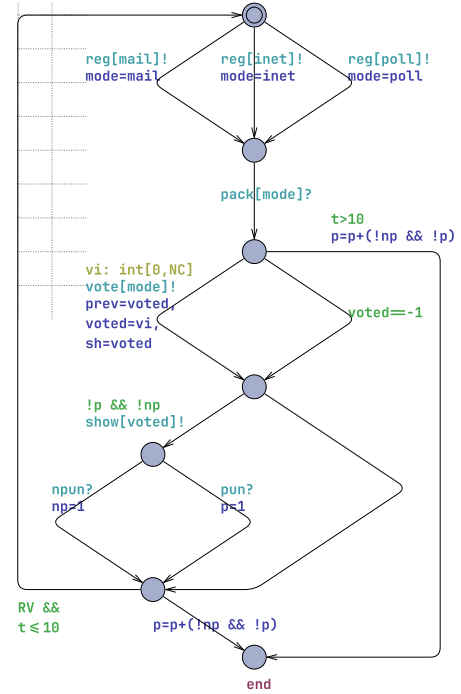 reg[mail]! reg[inet]! reg[poll]!
mode=mail mode=inet mode=poll
pack[mode]?
t>10
p=p+(!np && !p)
vi: int[0,NC]
vote[mode]!
prev=voted,
voted=vi,
sh=voted
voted==-1
!p && !np
show[voted]!
npun? pun?
np=1 p=1
RV &&
t<=10
p=p+(!np && !p)
end